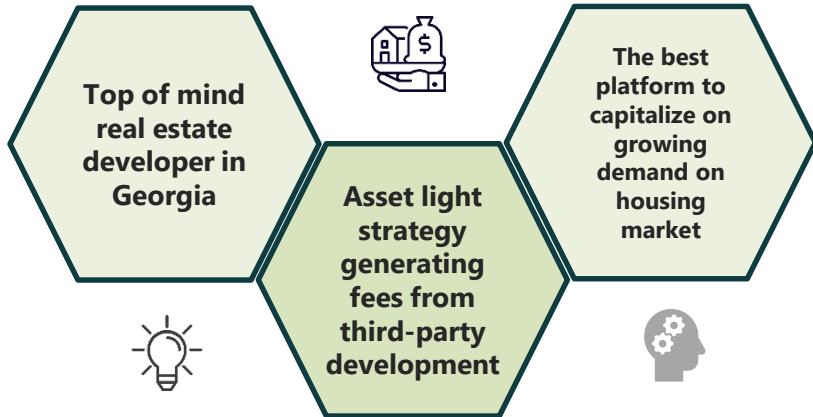 Top of mind
real estate
developer in
Georgia
$
Asset light
strategy
generating
fees from
third-party
development
The best
platform to
capitalize on
growing
demand on
housing
market